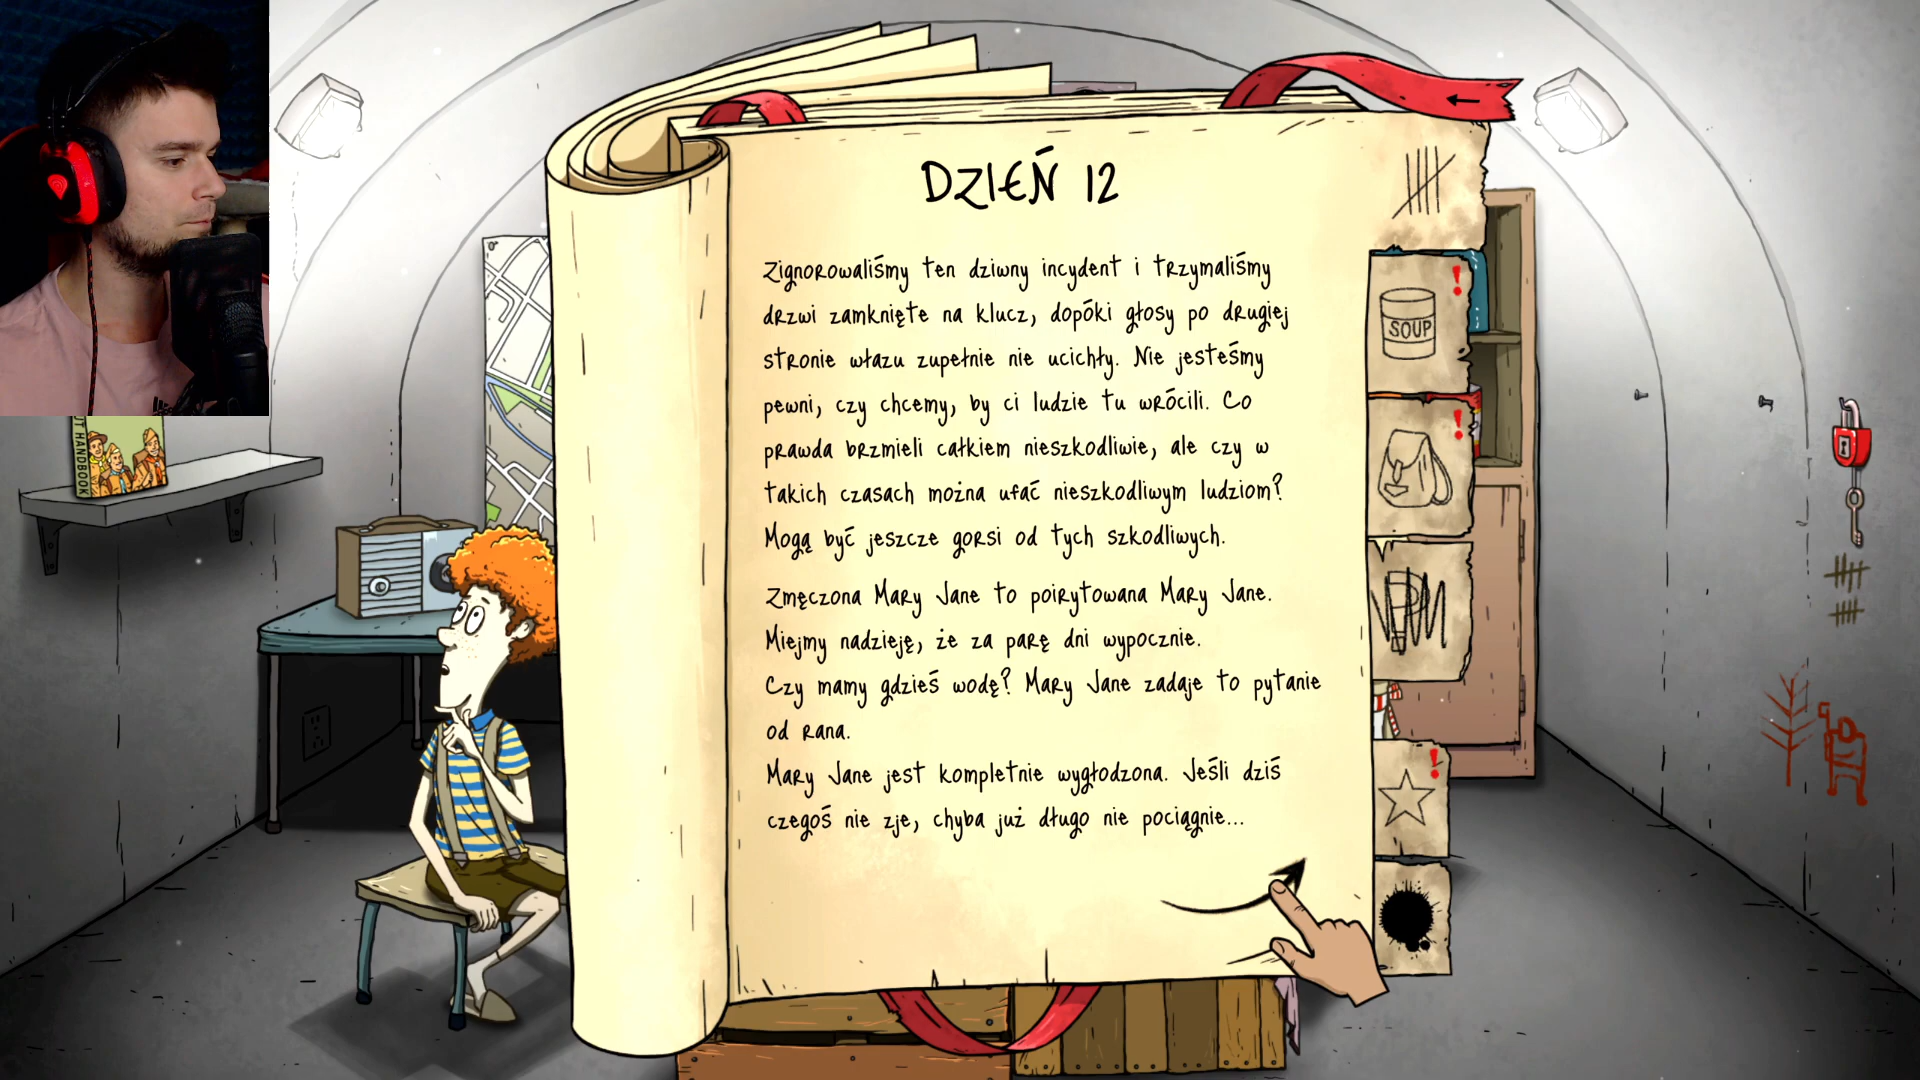 DZIEŃ 12
Zignorowaliśmy ten dziwny incydent i trzymaliśmy
drzwi zamknięte na klucz, dopóki głosy po drugiej
stronie włazu zupełnie nie ucichły. Nie jesteśmy
pewni, czy chcemy, by ci ludzie tu wrócili. Co
prawda brzmieli całkiem nieszkodliwie, ale czy w
takich czasach można ufać nieszkodliwym ludziom?
Mogą być jeszcze gorsi od tych szkodliwych.
Zmęczona Mary Jane to poirytowana Mary Jane.
Miejmy nadzieję, że za parę dni wypocznie.
Czy mamy gdzieś wodę? Mary Jane zadaje to pytanie
od rana.
Mary Jane jest kompletnie wygłodzona. Jeśli dziś
czegoś nie zje, chyba już długo nie pociągnie...
!
SOUP
!
!
HANDBOOK